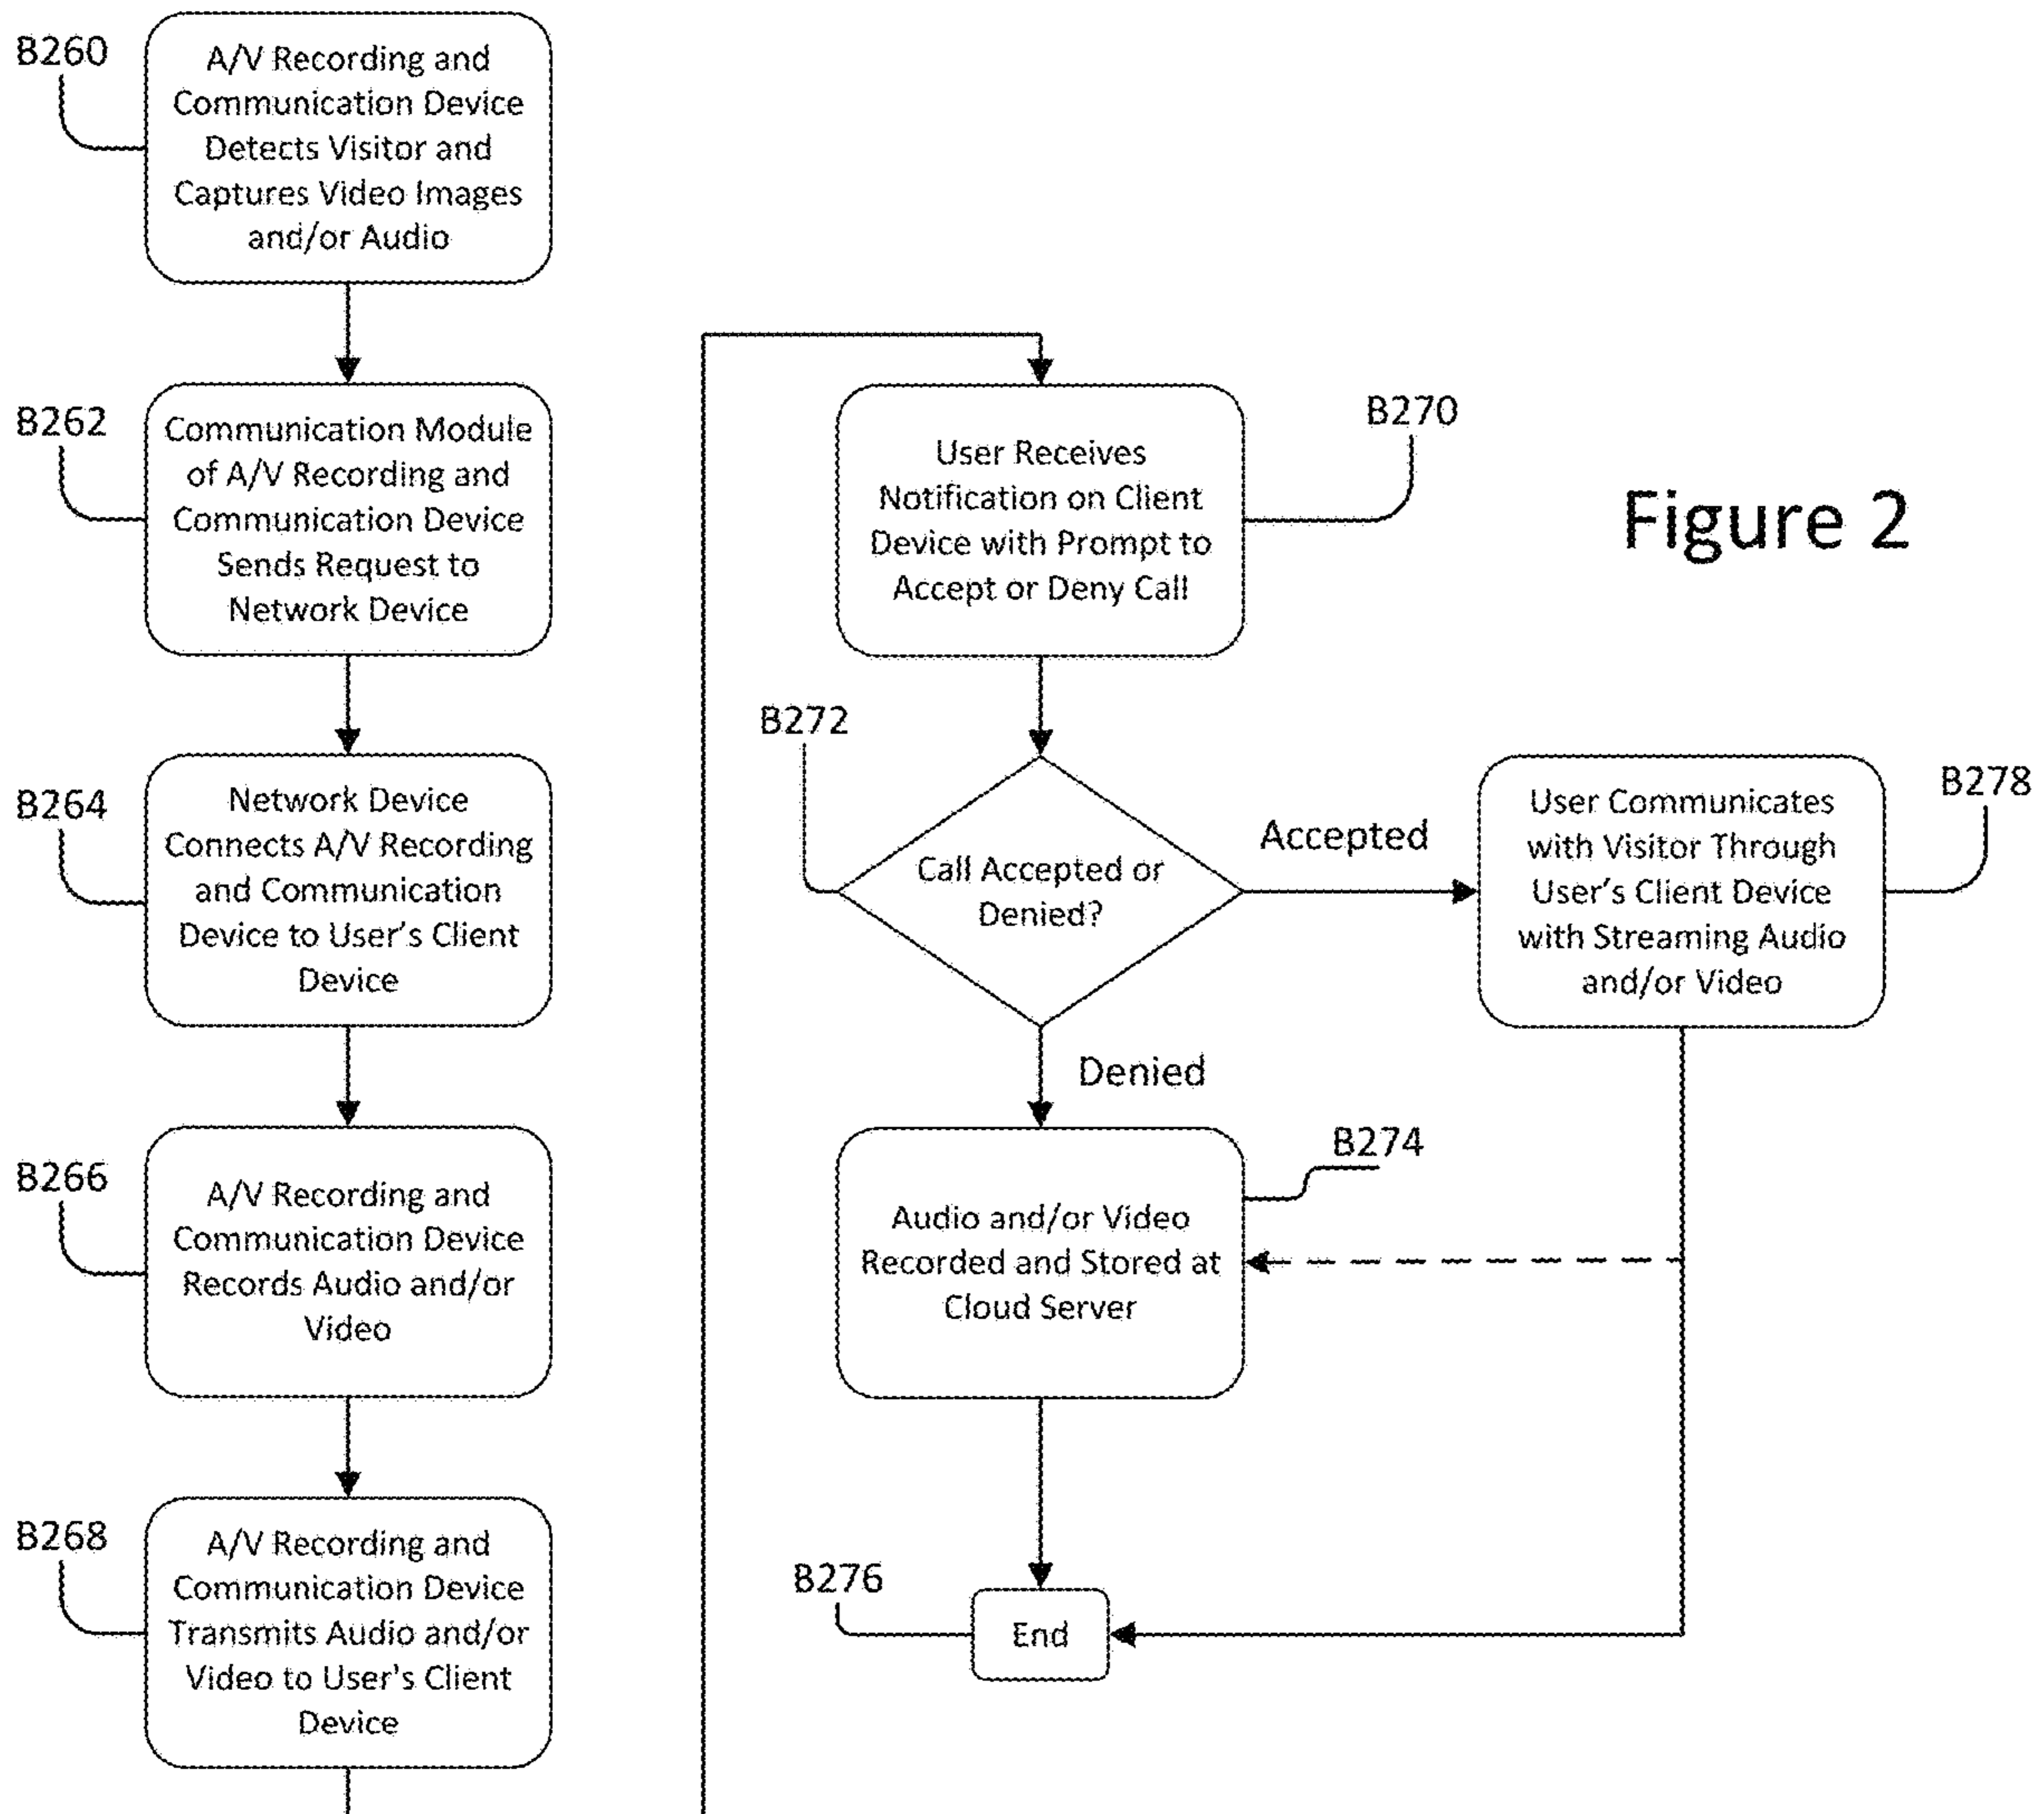 B260
A/V Recording and
Communication Device
Detects Visitor and
Captures Video Images
and/or Audio
B262
Communication Module
of A/V Recording and
Communication Device
Sends Request to
Network Device
B264
Network Device
Connects A/V Recording
and Communication
Device to User's Client
Device
B266
A/V Recording and
Communication Device
Records Audio and/or
Video
B268
A/V Recording and
Communication Device
Transmits Audio and/or
Video to User's Client
Device
B270
User Receives
Notification on Client
Device with Prompt to
Accept or Deny Call
Figure 2
B272
Call Accepted or
Denied?
Accepted
B278
User Communicates
with Visitor Through
User's Client Device
with Streaming Audio
and/or Video
Denied
B274
Audio and/or Video
Recorded and Stored at
Cloud Server
B276
End